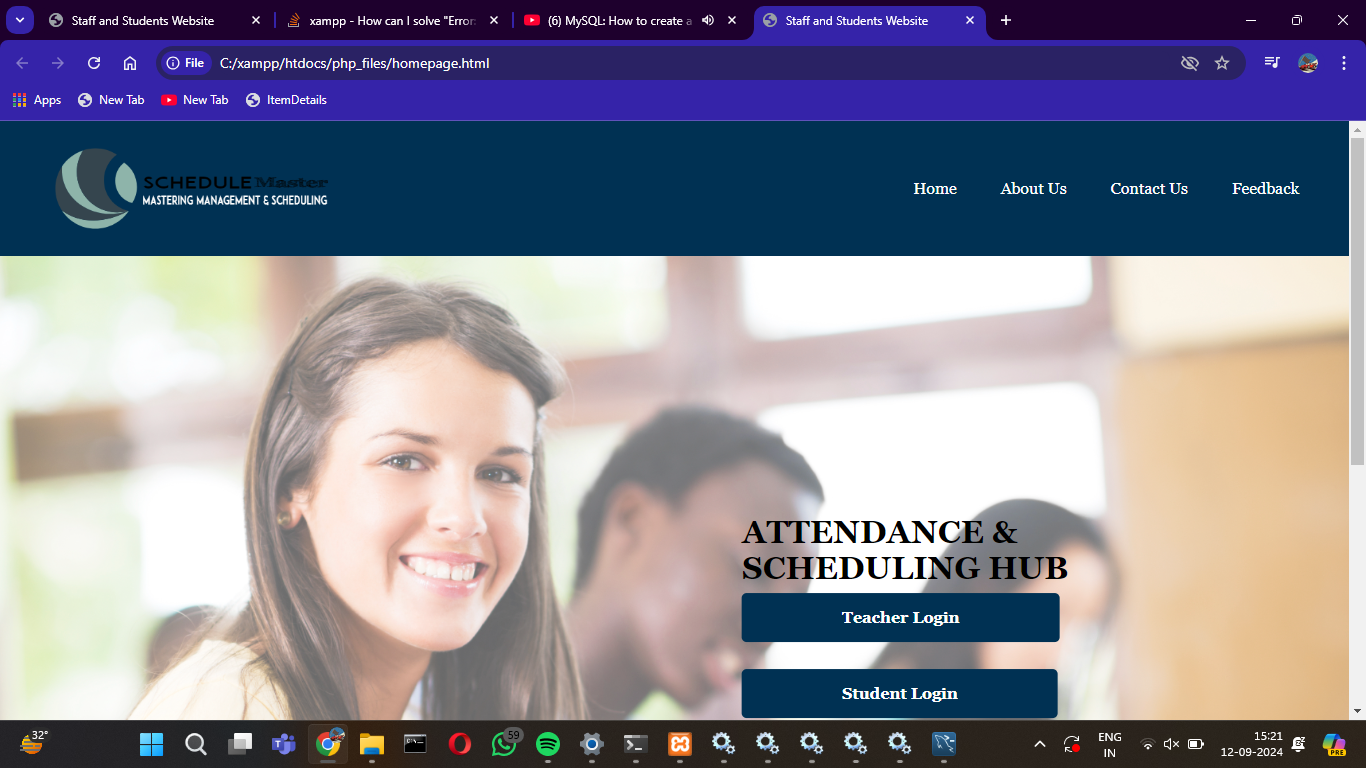 Staff and Students Website
xampp - How can I solve "Error:
(6) MySQL: How to create a
Staff and Students Website
File
C:/xampp/htdocs/php_files/homepage.html
Apps
New Tab
New Tab
ItemDetails
SCHEDULE Master
MASTERING MANAGEMENT & SCHEDULING
Home
About Us
Contact Us
Feedback
ATTENDANCE &
SCHEDULING HUB
Teacher Login
Student Login
32°
59
ENG
IN
15:21
12-09-2024
PRE